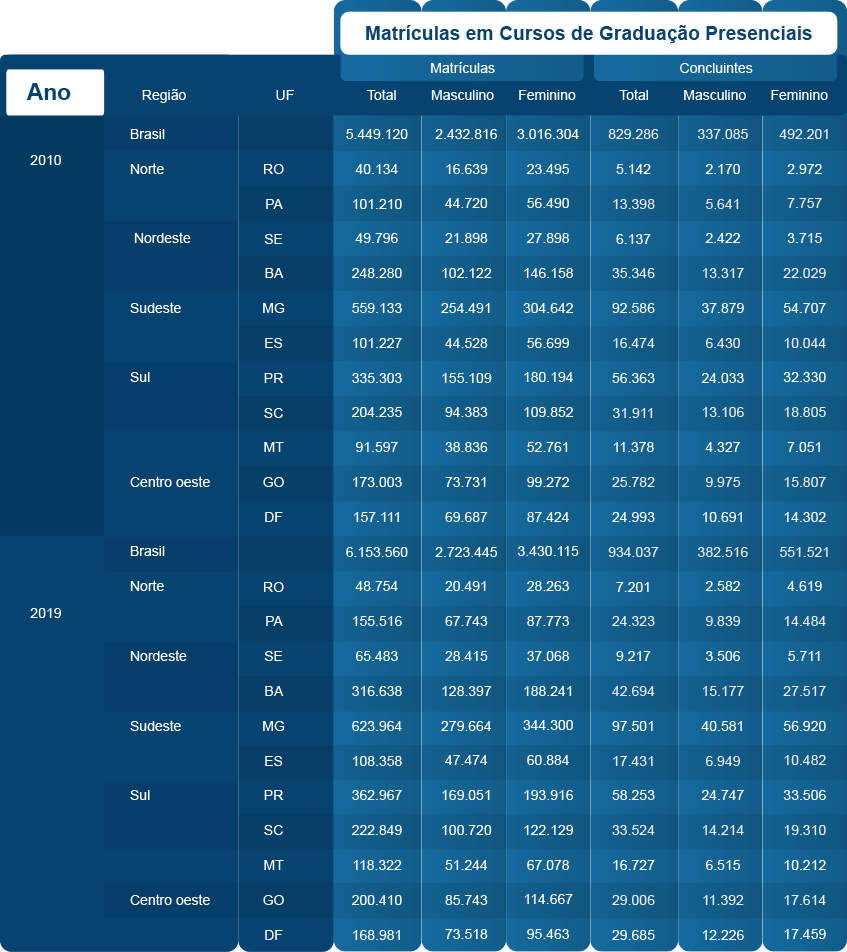 Matrículas em Cursos de Graduação Presenciais
Matrículas Concluintes
Ano Região UF Total Masculino Feminino Total Masculino Feminino
Brasil 5.449.120 2.432.816 3.016.304 829.286 337.085 492.201
2010
Norte RO 40.134 16.639 23.495 5.142 2.170 2.972
PA 101.210 44.720 56.490 13.398 5.641 7.757
Nordeste SE 49.796 21.898 27.898 6.137 2.422 3.715
BA 248.280 102.122 146.158 35.346 13.317 22.029
Sudeste MG 559.133 254.491 304.642 92.586 37.879 54.707
ES 101.227 44.528 56.699 16.474 6.430 10.044
Sul PR 335.303 155.109 180.194 56.363 24.033 32.330
SC 204.235 94.383 109.852 31.911 13.106 18.805
MT 91.597 38.836 52.761 11.378 4.327 7.051
Centro oeste GO 173.003 73.731 99.272 25.782 9.975 15.807
DF 157.111 69.687 87.424 24.993 10.691 14.302
Brasil 6.153.560 2.723.445 3.430.115 934.037 382.516 551.521
Norte RO 48.754 20.491 28.263 7.201 2.582 4.619
2019
PA 155.516 67.743 87.773 24.323 9.839 14.484
Nordeste SE 65.483 28.415 37.068 9.217 3.506 5.711
BA 316.638 128.397 188.241 42.694 15.177 27.517
Sudeste MG 623.964 279.664 344.300 97.501 40.581 56.920
ES 108.358 47.474 60.884 17.431 6.949 10.482
Sul PR 362.967 169.051 193.916 58.253 24.747 33.506
SC 222.849 100.720 122.129 33.524 14.214 19.310
MT 118.322 51.244 67.078 16.727 6.515 10.212
Centro oeste GO 200.410 85.743 114.667 29.006 11.392 17.614
DF 168.981 73.518 95.463 29.685 12.226 17.459